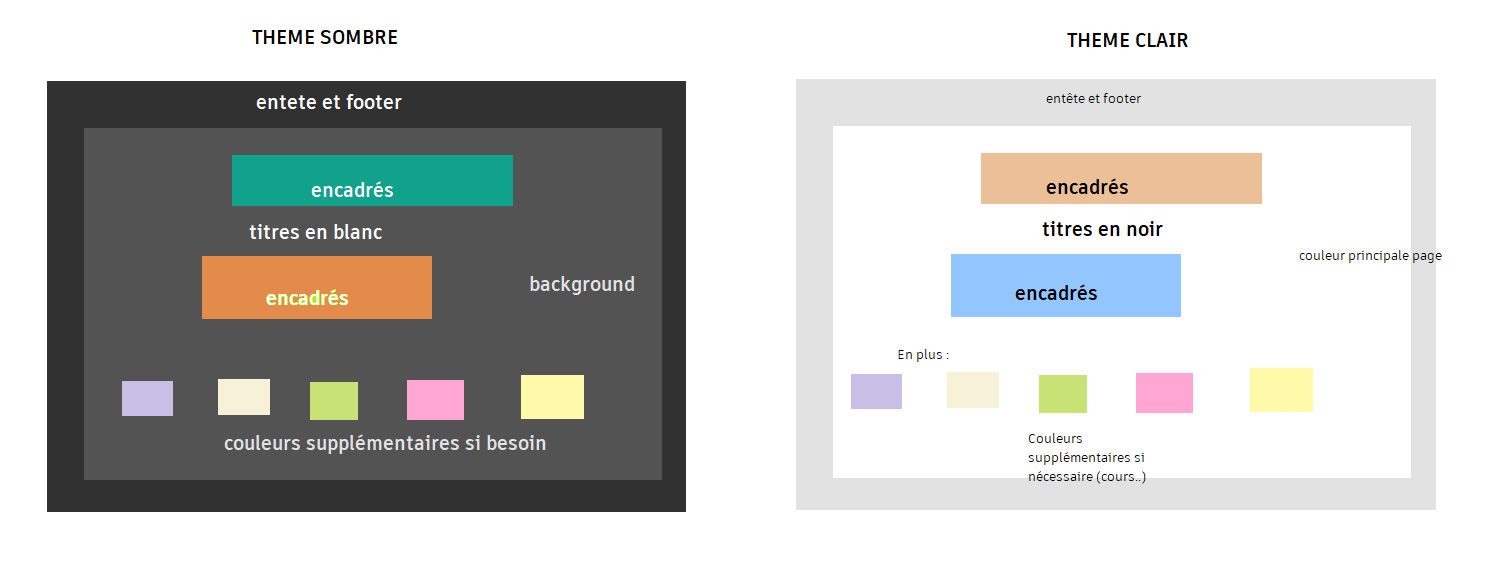 THEME SOMBRE
entete et footer
encadrés
titres en blanc
encadrés
background
couleurs supplémentaires si besoin
THEME CLAIR
entête et footer
encadrés
titres en noir
couleur principale page
encadrés
En plus :
Couleurs
supplémentaires si
nécessaire (cours..)